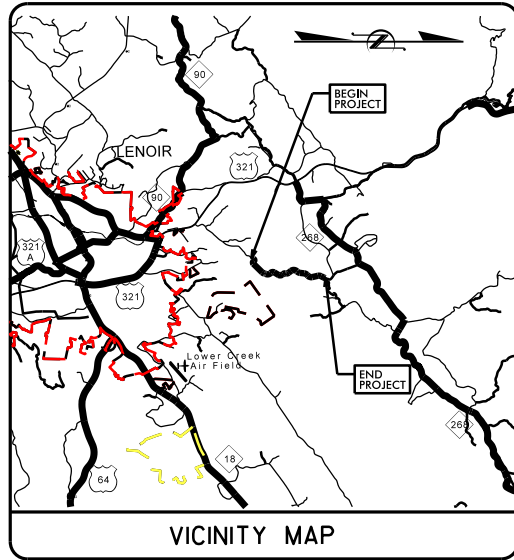 90
BEGIN
PROJECT
LENOIR
321
90
268
321
A
321
Lower Creek
Air Field
END
PROJECT
268
18
64
VICINITY MAP